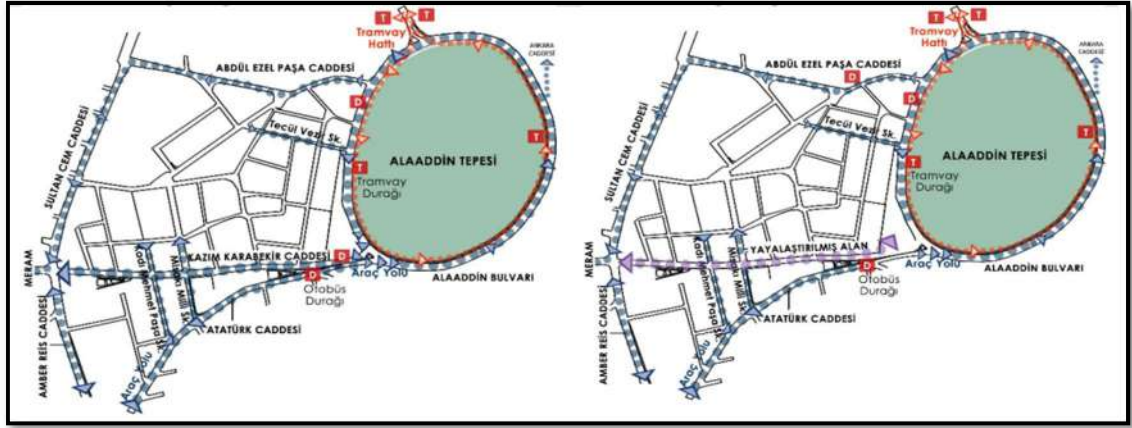 T
T
Tramvay
Hattı
ANKARA
CADDESİ
ABDÜL EZEL PAŞA CADDESİ
D
Tecül Vezir Sk.
T
ALAADDİN TEPESİ
T
Tramvay
Durağı
SULTAN CEM CADDESİ
MERAM
KAZIM KARABEKİR CADDESİ
D
Araç Yolu
ALAADDİN BULVARI
D
Otobüs
Durağı
Kadı Mehmet Paşa Sk.
Misakı Milli Sk.
ATATÜRK CADDESİ
AMBER REİS CADDESİ
Araç Yolu
T
T
Tramvay
Hattı
ANKARA
CADDESİ
ABDÜL EZEL PAŞA CADDESİ
D
D
Tecül Vezir Sk.
T
ALAADDİN TEPESİ
T
Tramvay
Durağı
SULTAN CEM CADDESİ
MERAM
YAYALAŞTIRILMIŞ ALAN
Araç Yolu
ALAADDİN BULVARI
D
Otobüs
Durağı
Kadı Mehmet Paşa Sk.
Misakı Milli Sk.
ATATÜRK CADDESİ
AMBER REİS CADDESİ
Araç Yolu